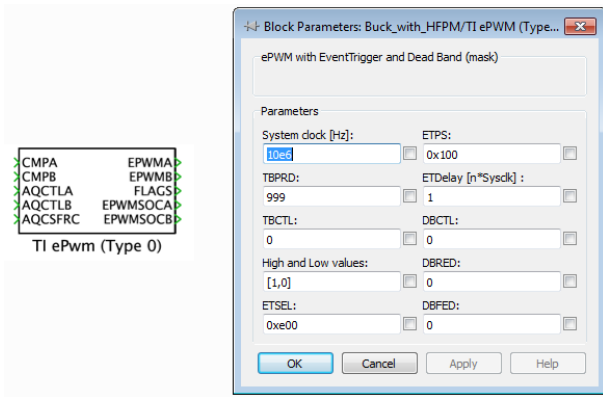 CMPA EPWMA
CMPB EPWMB
AQCTLA FLAGS
AQCTLB EPWMSOCA
AQCSFRC EPWMSOCB
TI ePwm (Type 0)
Block Parameters: Buck_with_HFPM/TI ePWM (Type...
ePWM with EventTrigger and Dead Band (mask)
Parameters
System clock [Hz]: ETPS:
10e6 0x100
TBPRD: ETDelay [n*Sysclk] :
999 1
TBCTL: DBCTL:
0 0
High and Low values: DBRED:
[1,0] 0
ETSEL: DBFED:
0xe00 0
OK Cancel Apply Help